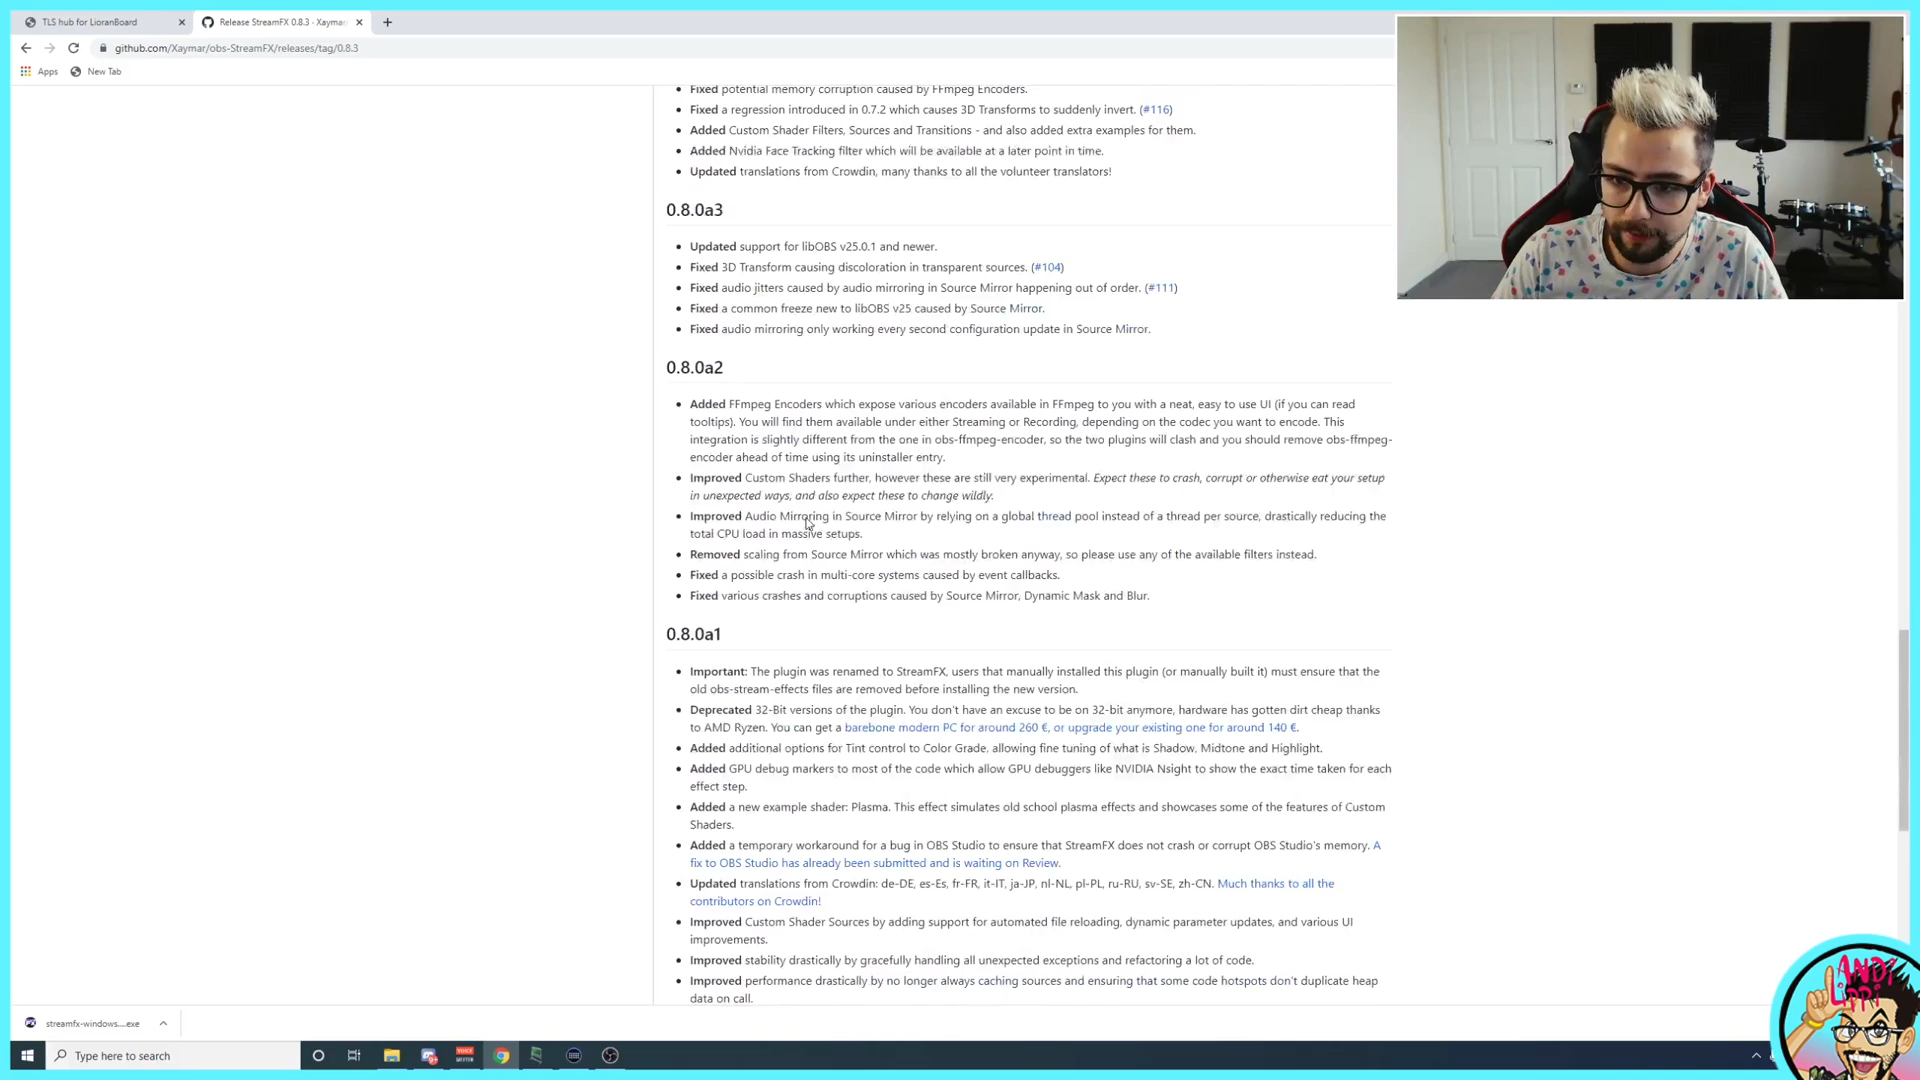 TLS hub for LioranBoard
Release StreamFX 0.8.3 · Xaymar
github.com/Xaymar/obs-StreamFX/releases/tag/0.8.3
Apps
New Tab
Fixed potential memory corruption caused by FFmpeg Encoders.
Fixed a regression introduced in 0.7.2 which causes 3D Transforms to suddenly invert. (#116)
Added Custom Shader Filters, Sources and Transitions - and also added extra examples for them.
Added Nvidia Face Tracking filter which will be available at a later point in time.
Updated translations from Crowdin, many thanks to all the volunteer translators!
0.8.0a3
Updated support for libOBS v25.0.1 and newer.
Fixed 3D Transform causing discoloration in transparent sources. (#104)
Fixed audio jitters caused by audio mirroring in Source Mirror happening out of order. (#111)
Fixed a common freeze new to libOBS v25 caused by Source Mirror.
Fixed audio mirroring only working every second configuration update in Source Mirror.
0.8.0a2
Added FFmpeg Encoders which expose various encoders available in FFmpeg to you with a neat, easy to use UI (if you can read
tooltips). You will find them available under either Streaming or Recording, depending on the codec you want to encode. This
integration is slightly different from the one in obs-ffmpeg-encoder, so the two plugins will clash and you should remove obs-ffmpeg-
encoder ahead of time using its uninstaller entry.
Improved Custom Shaders further, however these are still very experimental. Expect these to crash, corrupt or otherwise eat your setup
in unexpected ways, and also expect these to change wildly.
Improved Audio Mirroring in Source Mirror by relying on a global thread pool instead of a thread per source, drastically reducing the
total CPU load in massive setups.
Removed scaling from Source Mirror which was mostly broken anyway, so please use any of the available filters instead.
Fixed a possible crash in multi-core systems caused by event callbacks.
Fixed various crashes and corruptions caused by Source Mirror, Dynamic Mask and Blur.
0.8.0a1
Important: The plugin was renamed to StreamFX, users that manually installed this plugin (or manually built it) must ensure that the
old obs-stream-effects files are removed before installing the new version.
Deprecated 32-Bit versions of the plugin. You don't have an excuse to be on 32-bit anymore, hardware has gotten dirt cheap thanks
to AMD Ryzen. You can get a barebone modern PC for around 260 €, or upgrade your existing one for around 140 €.
Added additional options for Tint control to Color Grade, allowing fine tuning of what is Shadow, Midtone and Highlight.
Added GPU debug markers to most of the code which allow GPU debuggers like NVIDIA Nsight to show the exact time taken for each
effect step.
Added a new example shader: Plasma. This effect simulates old school plasma effects and showcases some of the features of Custom
Shaders.
Added a temporary workaround for a bug in OBS Studio to ensure that StreamFX does not crash or corrupt OBS Studio's memory. A
fix to OBS Studio has already been submitted and is waiting on Review.
Updated translations from Crowdin: de-DE, es-Es, fr-FR, it-IT, ja-JP, nl-NL, pl-PL, ru-RU, sv-SE, zh-CN. Much thanks to all the
contributors on Crowdin!
Improved Custom Shader Sources by adding support for automated file reloading, dynamic parameter updates, and various UI
improvements.
Improved stability drastically by gracefully handling all unexpected exceptions and refactoring a lot of code.
Improved performance drastically by no longer always caching sources and ensuring that some code hotspots don't duplicate heap
data on call.
streamfx-windows....exe
Type here to search